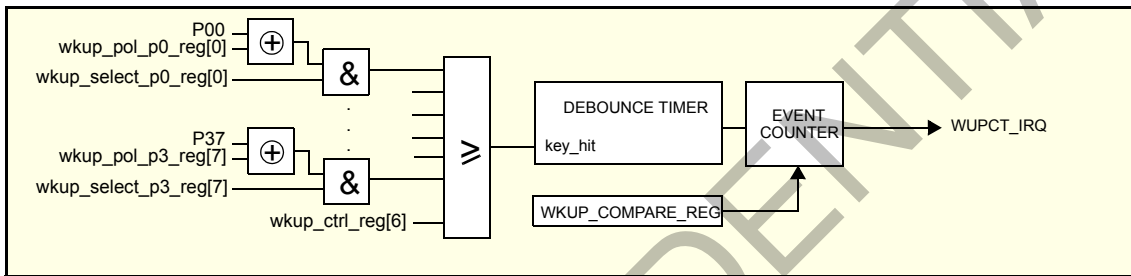 P00
wkup_pol_p0_reg[0]
wkup_select_p0_reg[0]
&
P37
wkup_pol_p3_reg[7]
wkup_select_p3_reg[7]
&
wkup_ctrl_reg[6]
≥
DEBOUNCE TIMER
key_hit
EVENT
COUNTER
WUPCT_IRQ
WKUP_COMPARE_REG
DENTIA